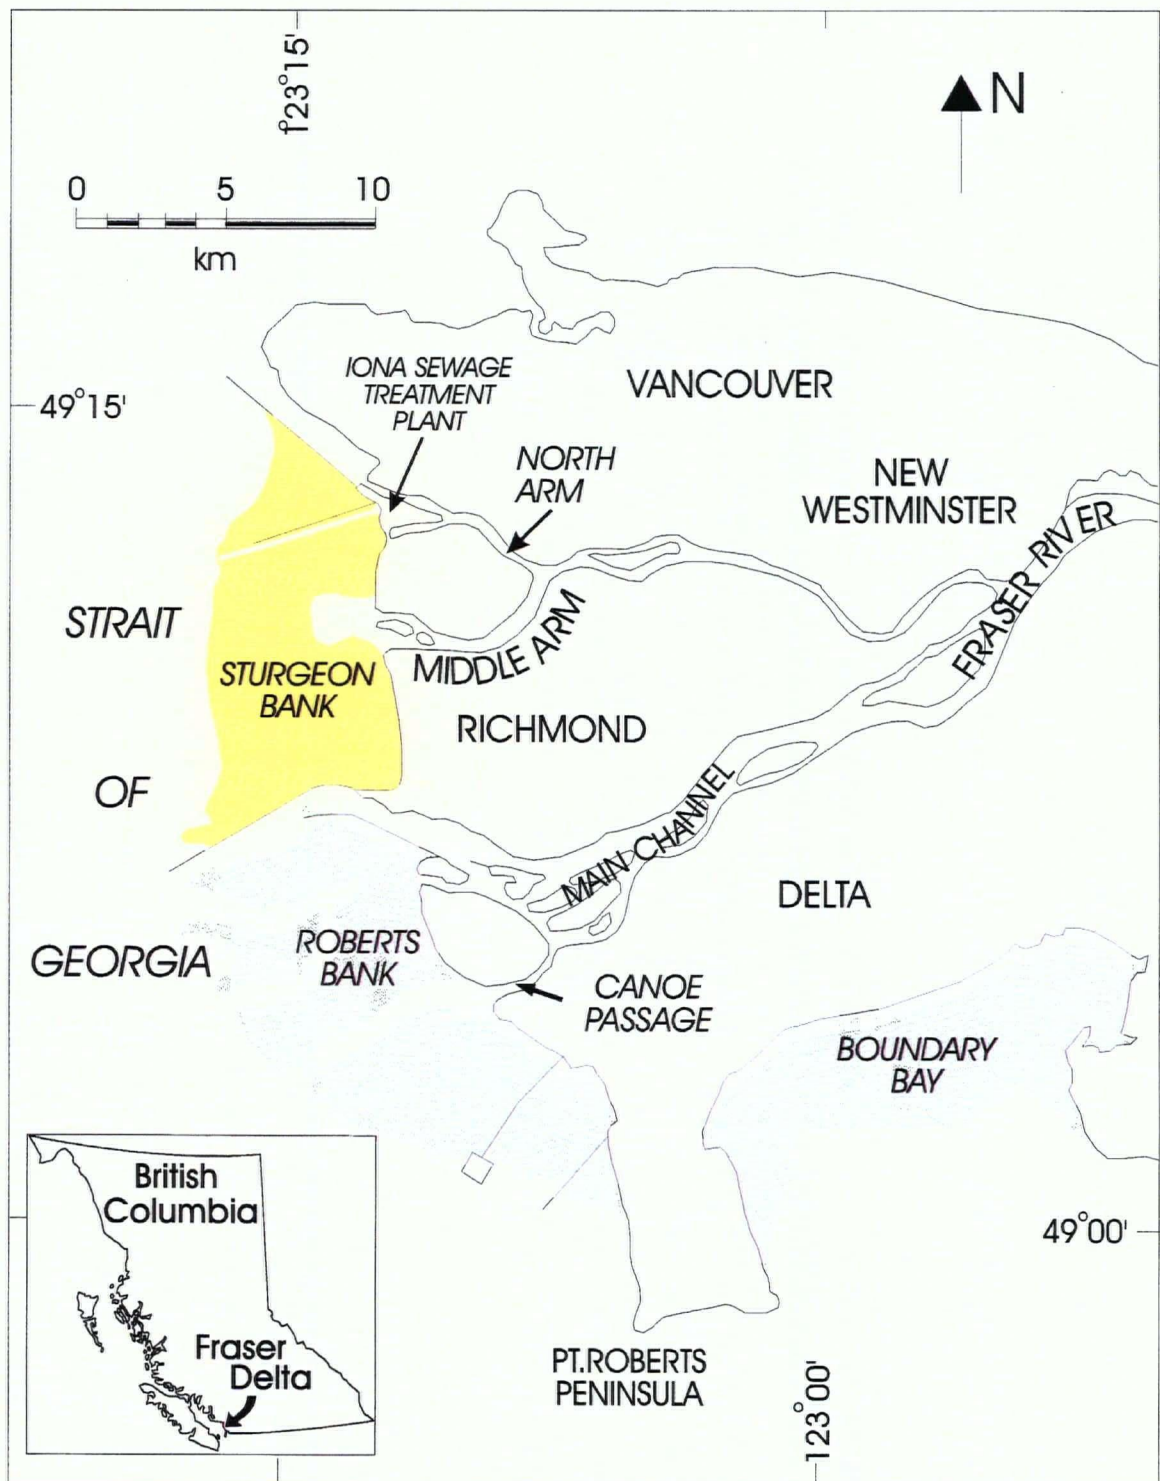 123°15'
N
0 5 10
km
IONA SEWAGE
TREATMENT
PLANT
VANCOUVER
49°15'
NORTH
ARM
NEW
WESTMINSTER
FRASER RIVER
STRAIT
MIDDLE ARM
STURGEON
BANK
RICHMOND
OF
MAIN CHANNEL
DELTA
GEORGIA
ROBERTS
BANK
CANOE
PASSAGE
BOUNDARY
BAY
British
Columbia
49°00'
Fraser
Delta
PT.ROBERTS
PENINSULA
123°00'